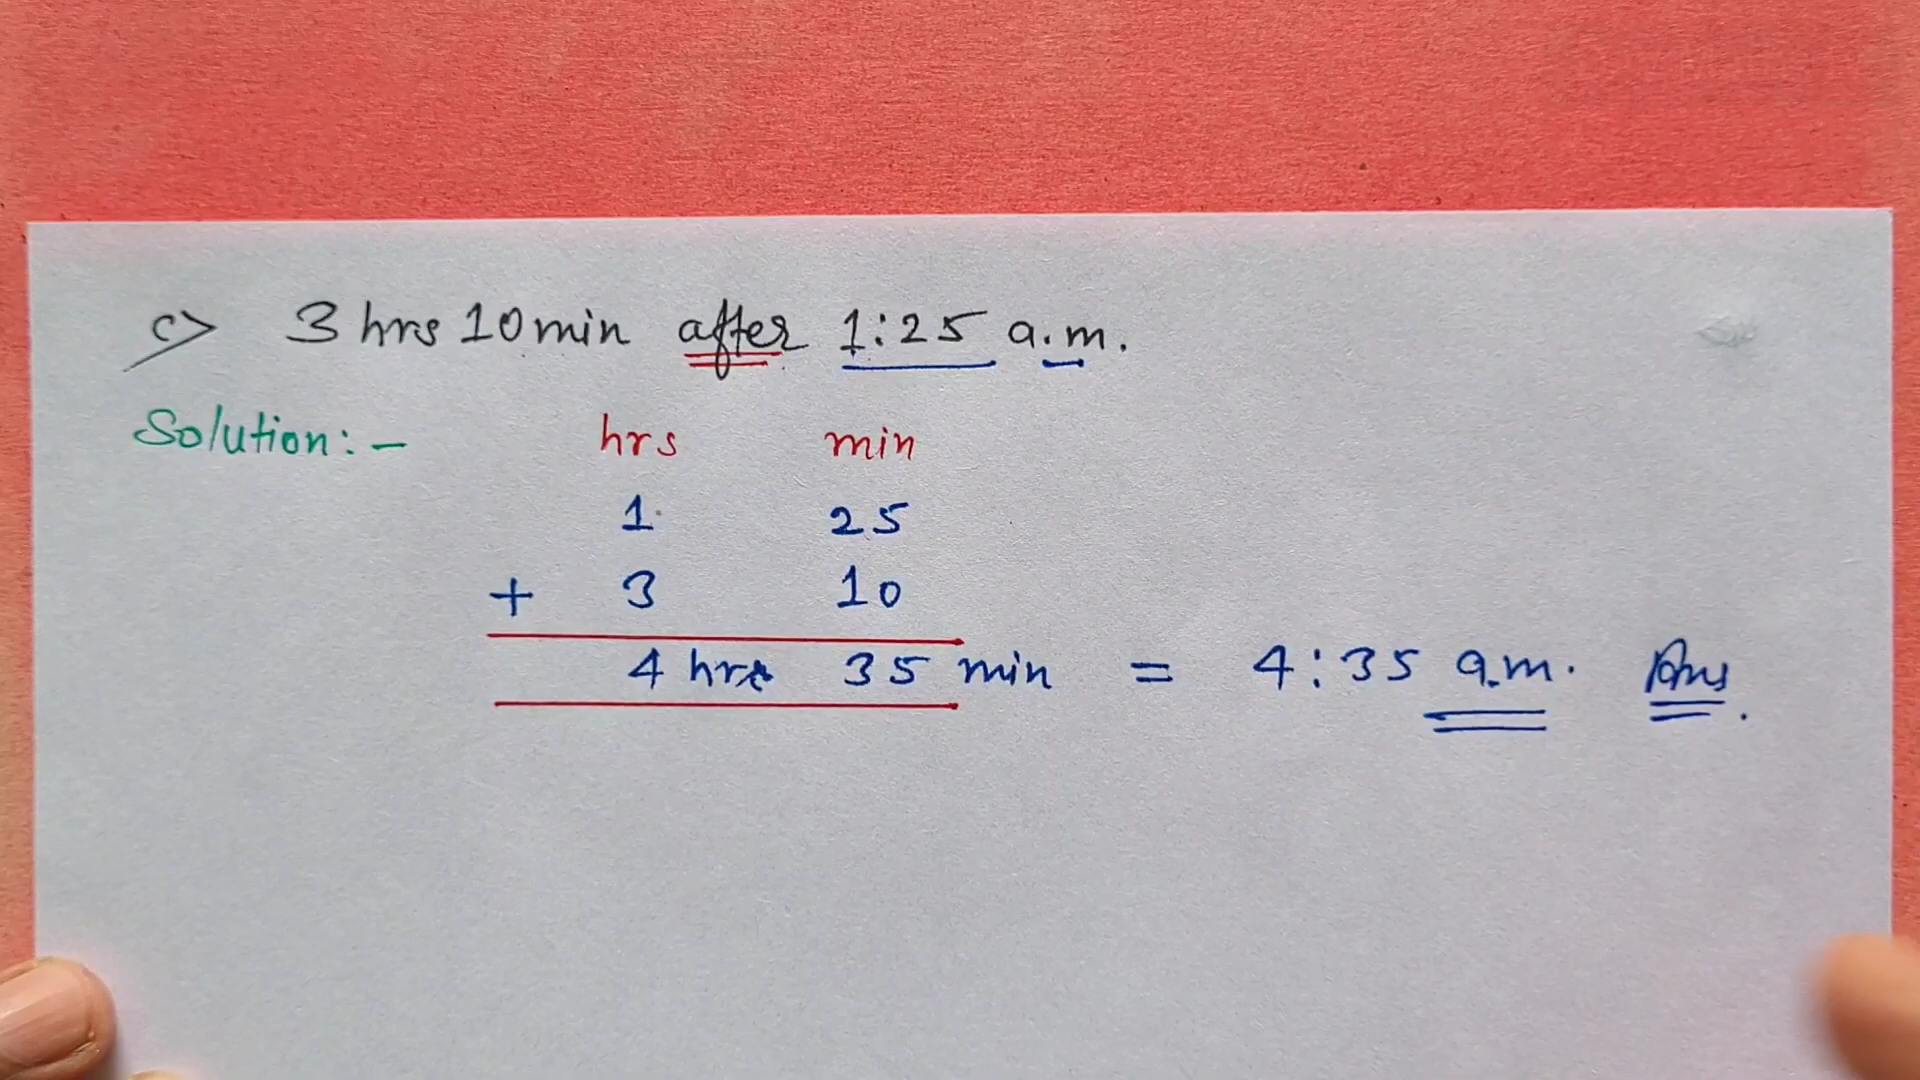 c> 3 hrs 10 min after 1:25 a.m.
Solution:- hrs min
1 25
+ 3 10
4 hrs 35 min = 4:35 a.m. Ans.